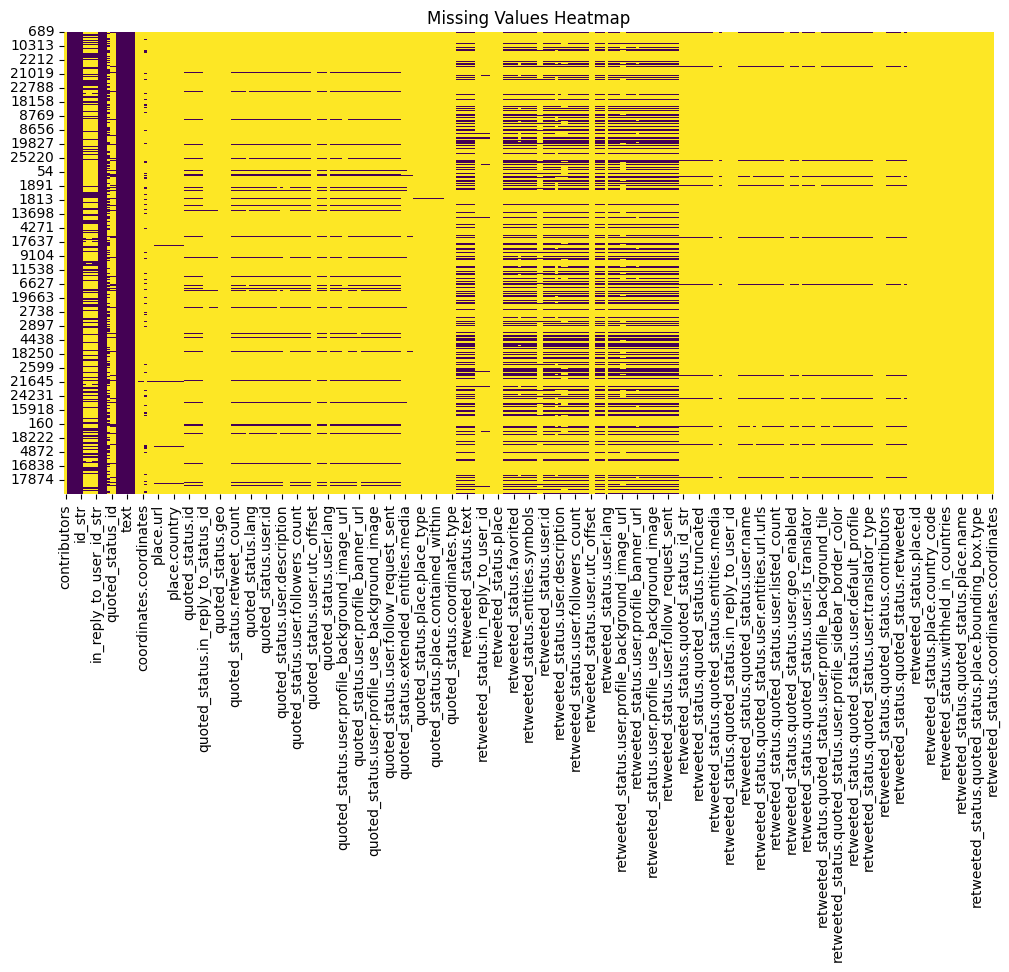 Missing Values Heatmap
689
10313
2212
21019
22788
18158
8769
8656
19827
25220
54
1891
1813
13698
4271
17637
9104
11538
6627
19663
2738
2897
4438
18250
2599
21645
24231
15918
160
18222
4872
16838
17874
contributors
id_str
in_reply_to_user_id_str
quoted_status_id
text
coordinates.coordinates
place.url
place.country
quoted_status.id
quoted_status.in_reply_to_status_id
quoted_status.geo
quoted_status.retweet_count
quoted_status.lang
quoted_status.user.id
quoted_status.user.description
quoted_status.user.followers_count
quoted_status.user.utc_offset
quoted_status.user.lang
quoted_status.user.profile_background_image_url
quoted_status.user.profile_banner_url
quoted_status.user.profile_use_background_image
quoted_status.user.follow_request_sent
quoted_status.extended_entities.media
quoted_status.place.place_type
quoted_status.place.contained_within
quoted_status.coordinates.type
retweeted_status.text
retweeted_status.in_reply_to_user_id
retweeted_status.place
retweeted_status.favorited
retweeted_status.entities.symbols
retweeted_status.user.id
retweeted_status.user.description
retweeted_status.user.followers_count
retweeted_status.user.utc_offset
retweeted_status.user.lang
retweeted_status.user.profile_background_image_url
retweeted_status.user.profile_banner_url
retweeted_status.user.profile_use_background_image
retweeted_status.user.follow_request_sent
retweeted_status.quoted_status_id_str
retweeted_status.quoted_status.truncated
retweeted_status.quoted_status.entities.media
retweeted_status.quoted_status.in_reply_to_user_id
retweeted_status.quoted_status.user.name
retweeted_status.quoted_status.user.entities.url.urls
retweeted_status.quoted_status.user.listed_count
retweeted_status.quoted_status.user.geo_enabled
retweeted_status.quoted_status.user.is_translator
retweeted_status.quoted_status.user.profile_background_tile
retweeted_status.quoted_status.user.profile_sidebar_border_color
retweeted_status.quoted_status.user.default_profile
retweeted_status.quoted_status.user.translator_type
retweeted_status.quoted_status.contributors
retweeted_status.quoted_status.retweeted
retweeted_status.place.id
retweeted_status.place.country_code
retweeted_status.withheld_in_countries
retweeted_status.quoted_status.place.name
retweeted_status.quoted_status.place.bounding_box.type
retweeted_status.coordinates.coordinates